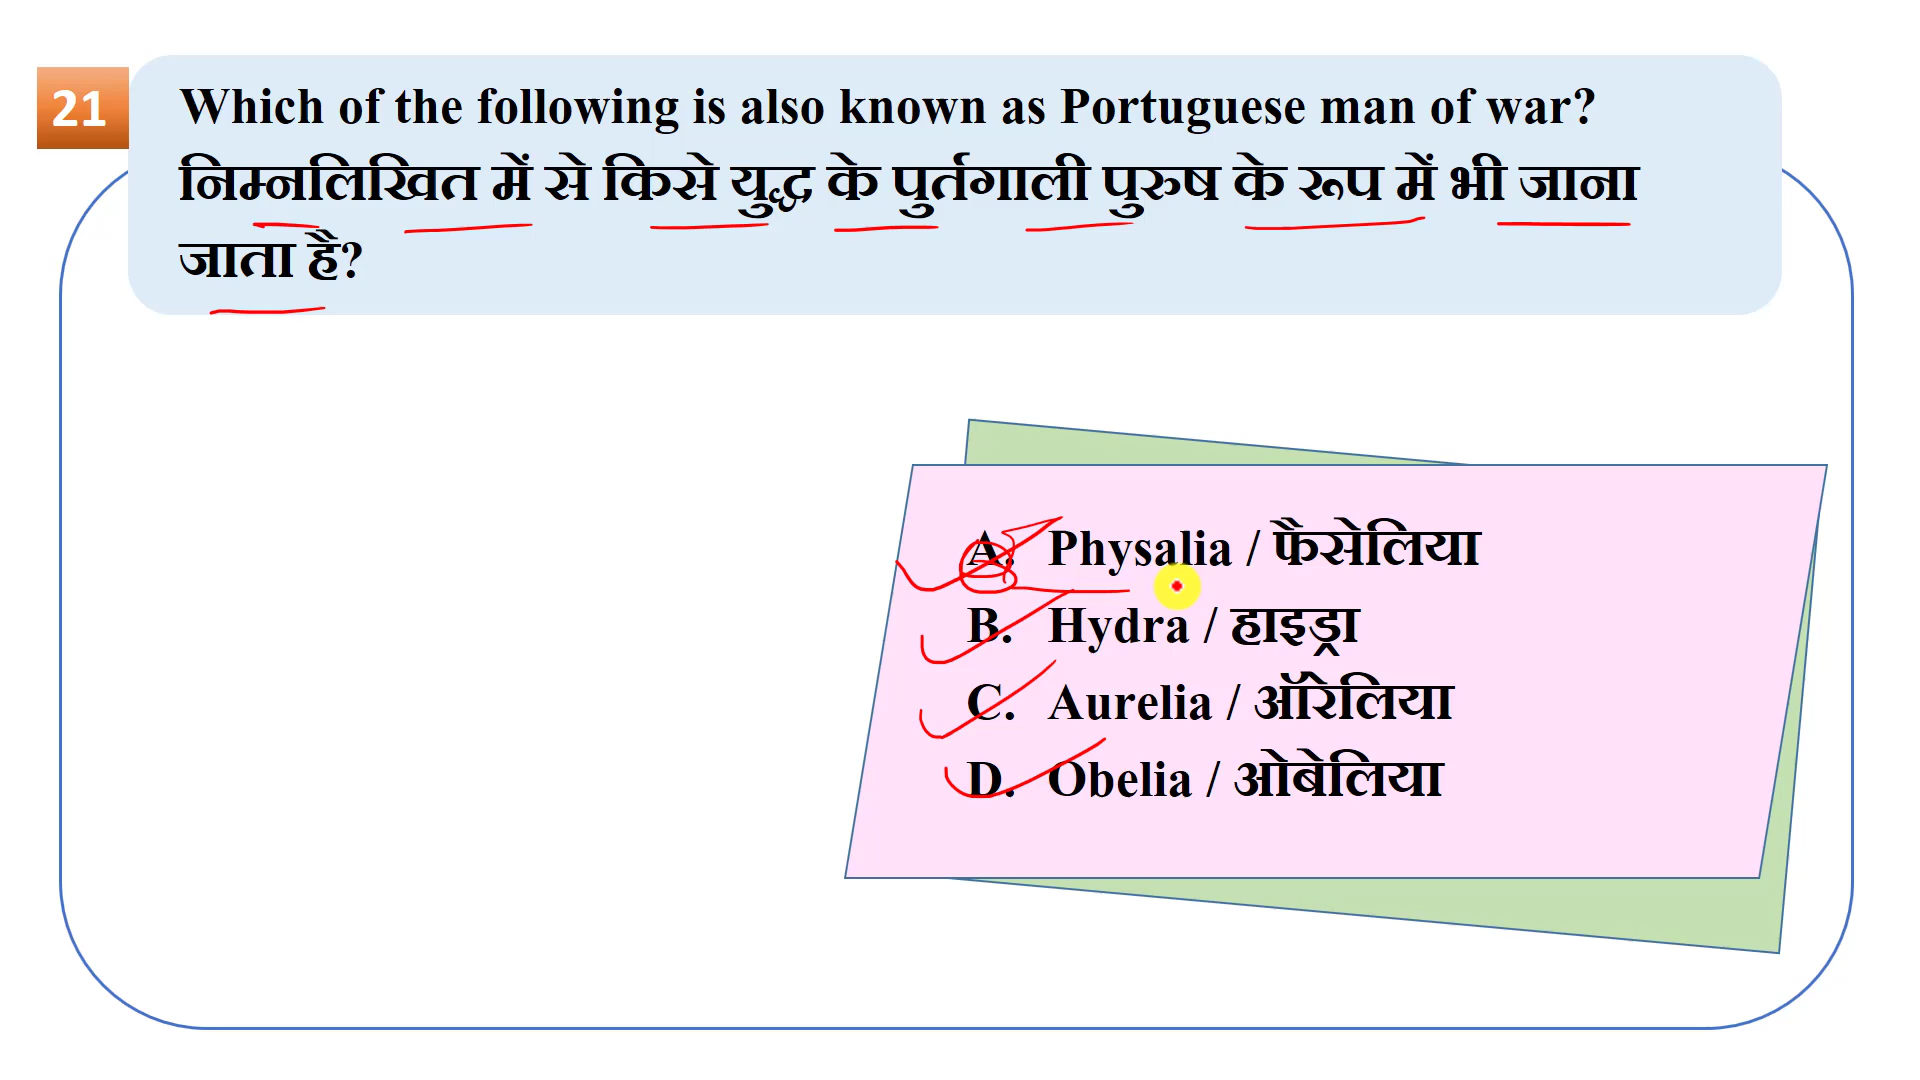 21
Which of the following is also known as Portuguese man of war?
निम्नलिखित में से किसे युद्ध के पुर्तगाली पुरुष के रूप में भी जाना
जाता है?
A. Physalia / फैसेलिया
B. Hydra / हाइड्रा
C. Aurelia / ऑरेलिया
D. Obelia / ओबेलिया